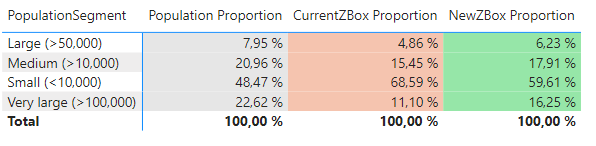 PopulationSegment Population Proportion CurrentZBox Proportion NewZBox Proportion
Large (>50,000) 7,95 % 4,86 % 6,23 %
Medium (>10,000) 20,96 % 15,45 % 17,91 %
Small (<10,000) 48,47 % 68,59 % 59,61 %
Very large (>100,000) 22,62 % 11,10 % 16,25 %
Total 100,00 % 100,00 % 100,00 %